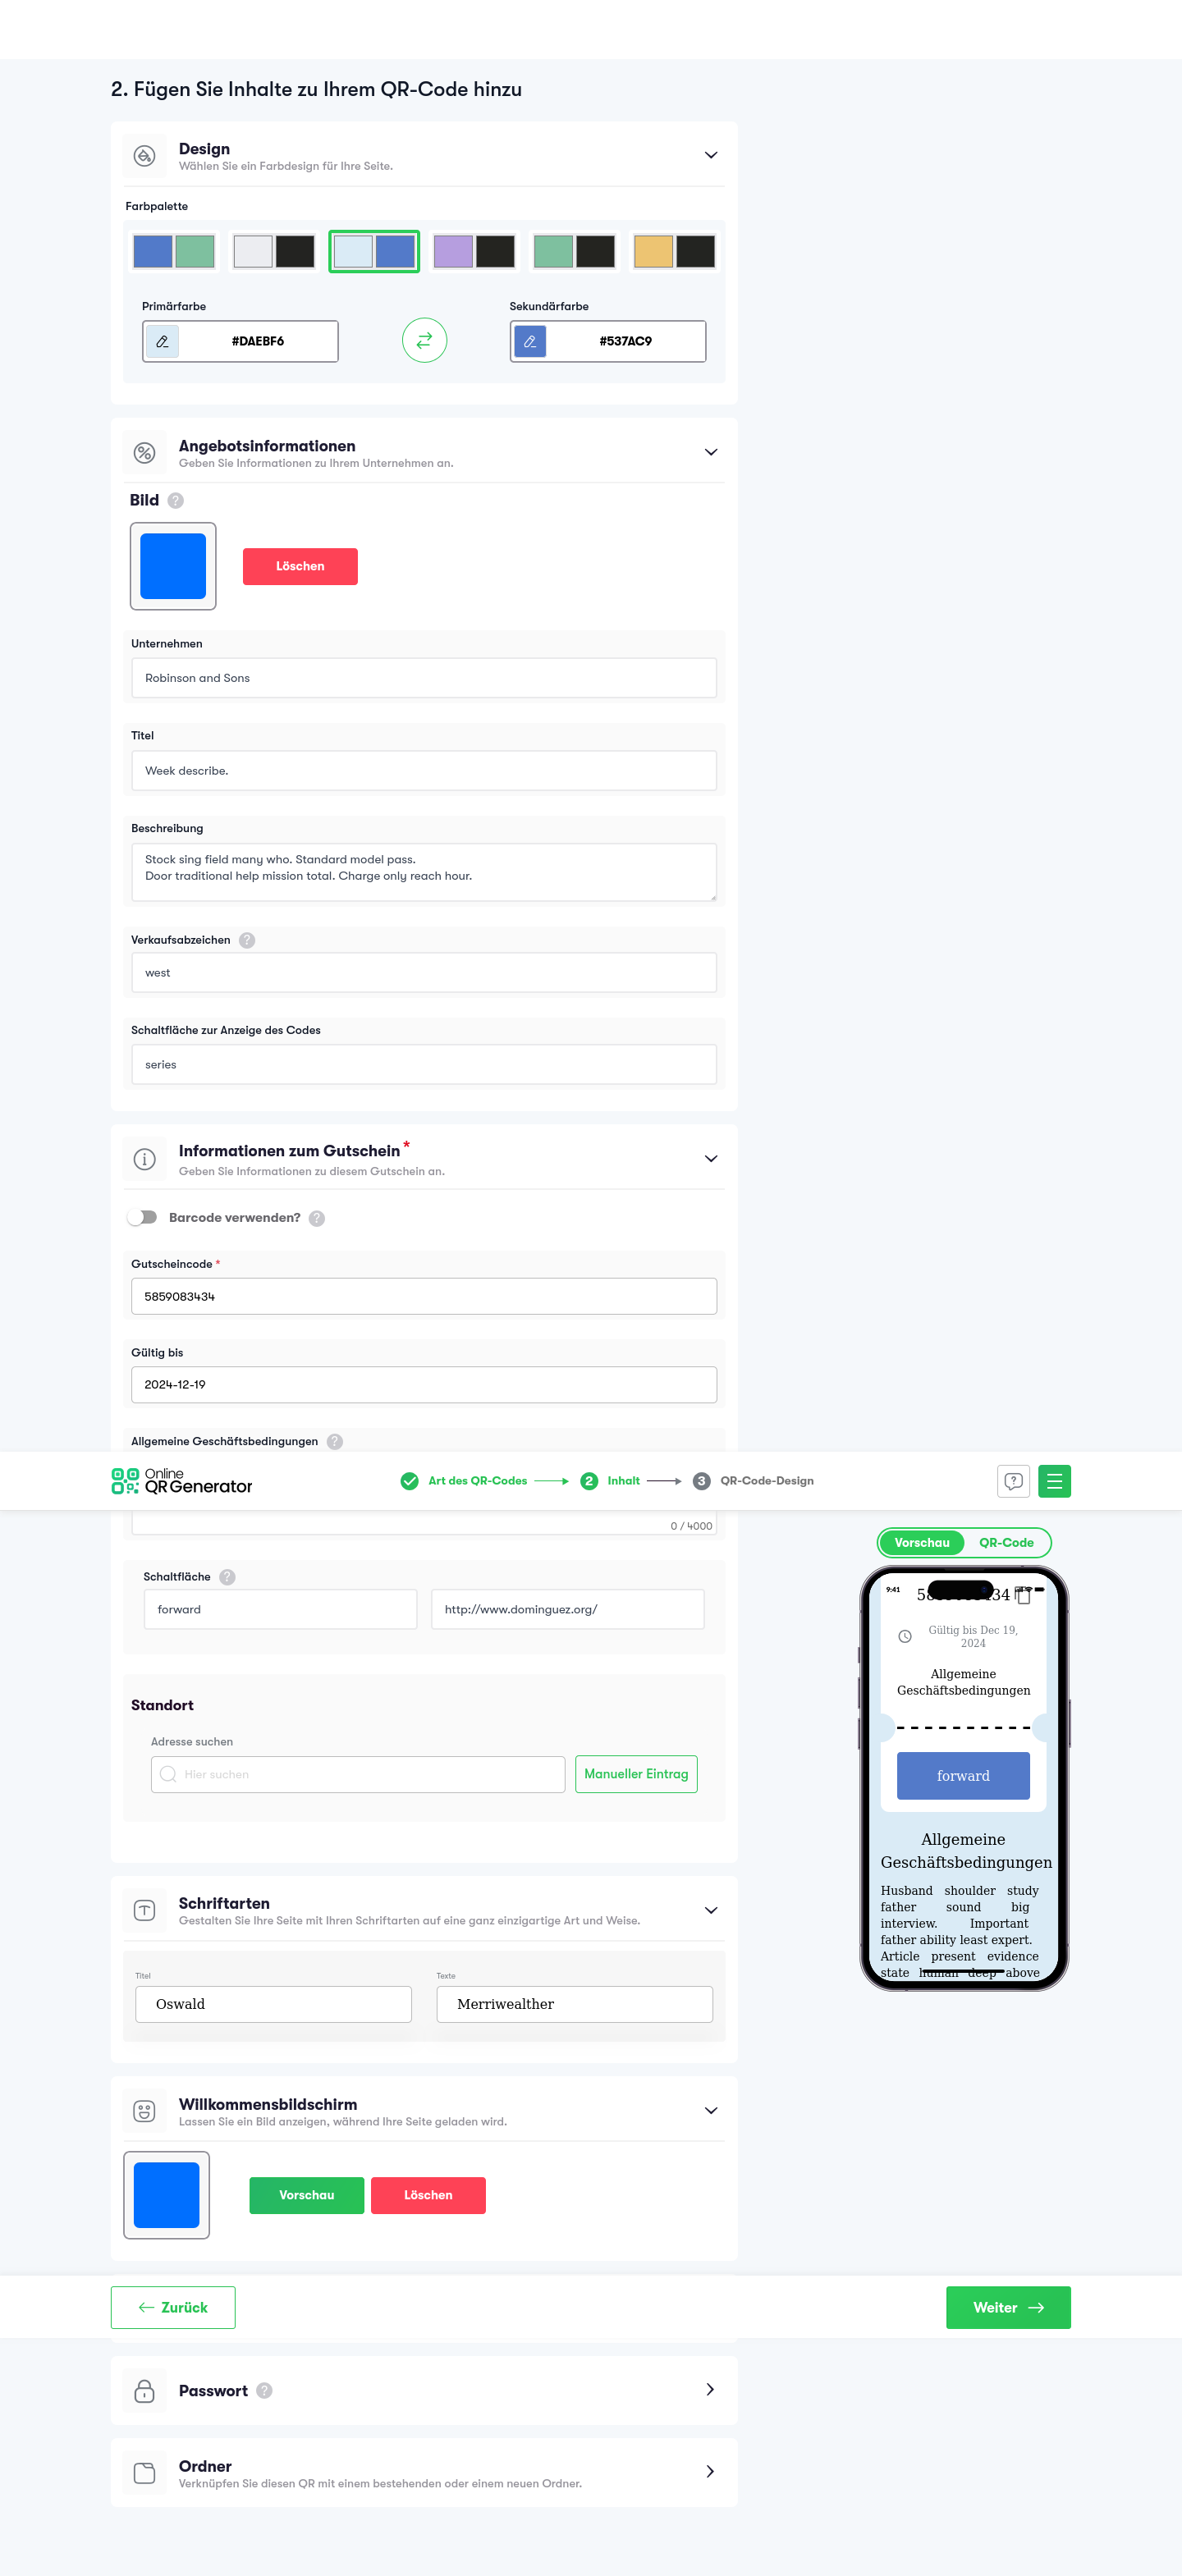 2. Fügen Sie Inhalte zu Ihrem QR-Code hinzu
Design
Wählen Sie ein Farbdesign für Ihre Seite.
Farbpalette
Primärfarbe
#DAEBF6
Sekundärfarbe
#537AC9
Angebotsinformationen
Geben Sie Informationen zu Ihrem Unternehmen an.
Bild ?
Löschen
Unternehmen
Robinson and Sons
Titel
Week describe.
Beschreibung
Stock sing field many who. Standard model pass.
Door traditional help mission total. Charge only reach hour.
Verkaufsabzeichen ?
west
Schaltfläche zur Anzeige des Codes
series
Informationen zum Gutschein *
Geben Sie Informationen zu diesem Gutschein an.
Barcode verwenden? ?
Gutscheincode *
5859083434
Gültig bis
2024-12-19
Allgemeine Geschäftsbedingungen ?
Online
QR Generator
Art des QR-Codes
2 Inhalt
3 QR-Code-Design
0 / 4000
Schaltfläche ?
forward
http://www.dominguez.org/
Standort
Adresse suchen
Hier suchen
Manueller Eintrag
Schriftarten
Gestalten Sie Ihre Seite mit Ihren Schriftarten auf eine ganz einzigartige Art und Weise.
Titel
Oswald
Texte
Merriwealther
Willkommensbildschirm
Lassen Sie ein Bild anzeigen, während Ihre Seite geladen wird.
Vorschau
Löschen
Vorschau
QR-Code
9:41
Gültig bis Dec 19,
2024
Allgemeine
Geschäftsbedingungen
forward
Allgemeine
Geschäftsbedingungen
Husband shoulder study
father sound big
interview. Important
father ability least expert.
Article present evidence
state human deep above
Zurück
Weiter
Passwort ?
Ordner
Verknüpfen Sie diesen QR mit einem bestehenden oder einem neuen Ordner.